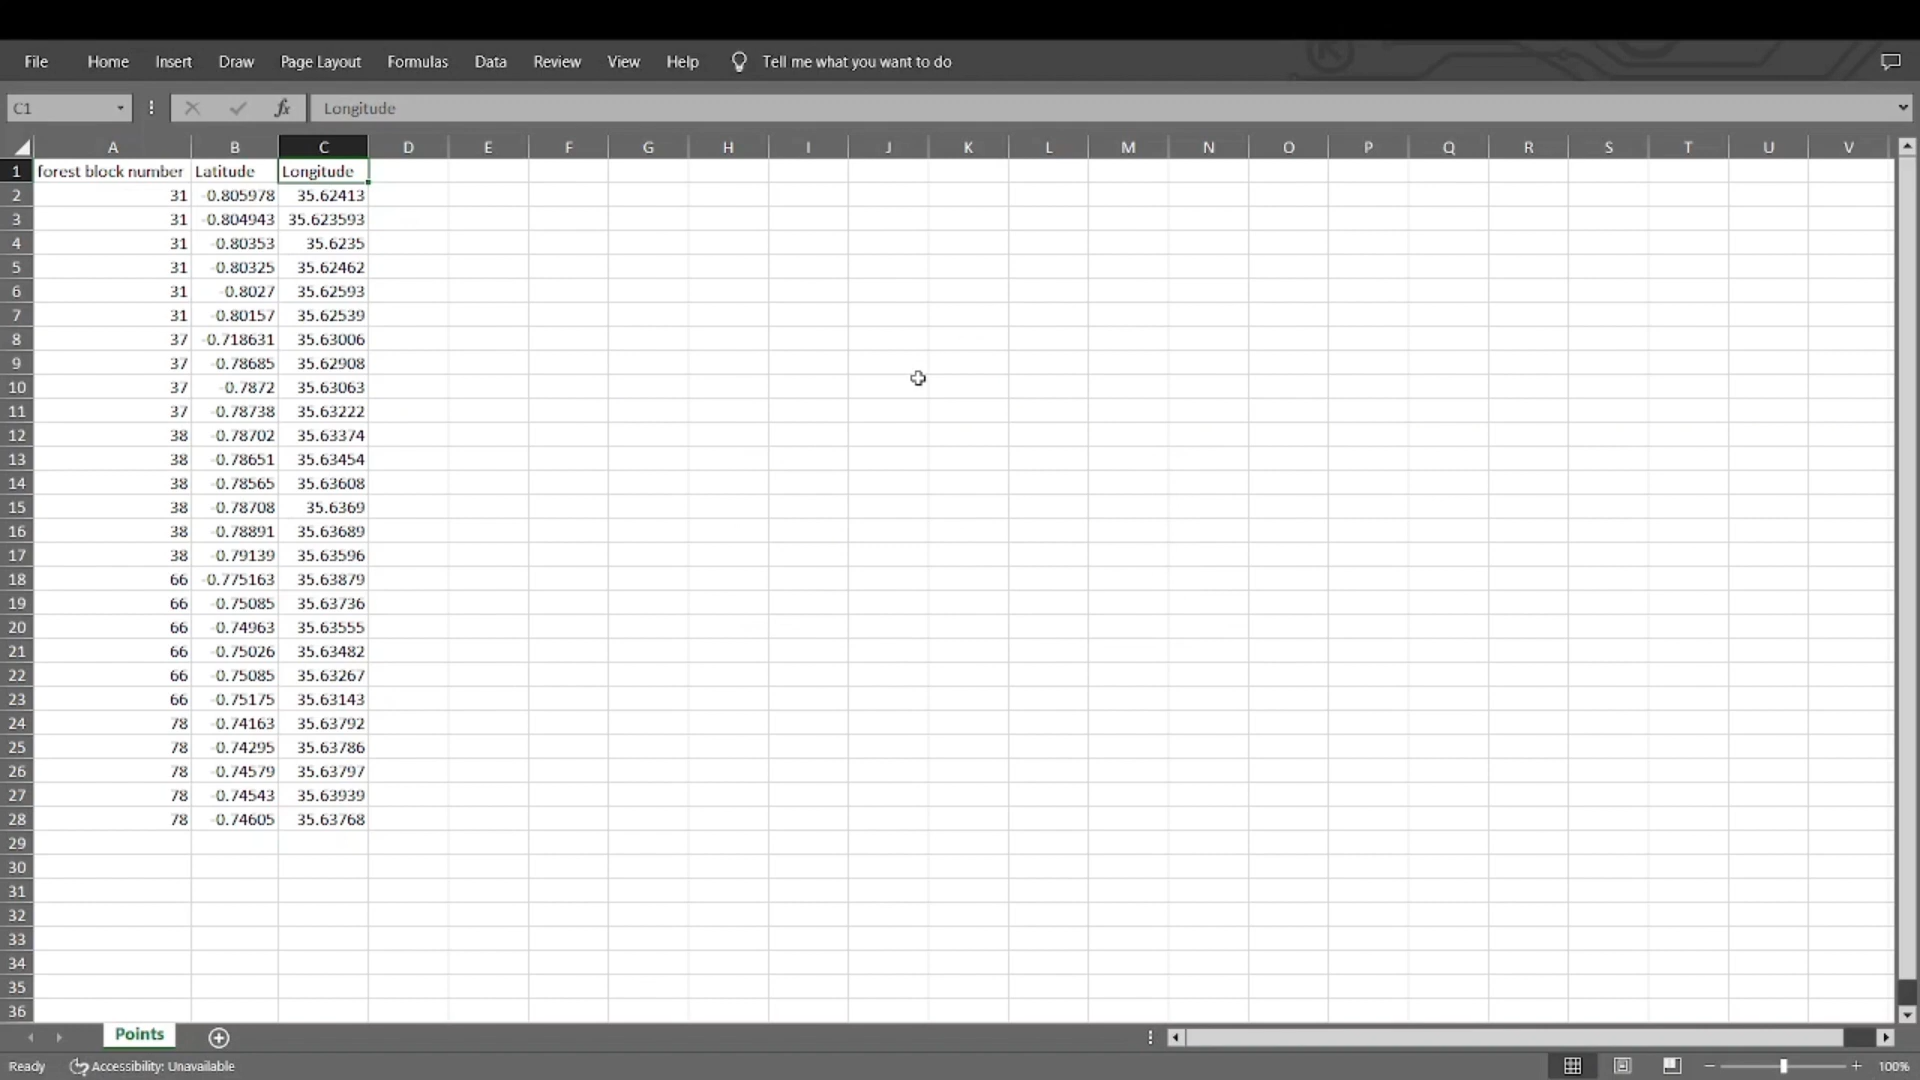 File Home Insert Draw Page Layout Formulas Data Review View Help Tell me what you want to do
C1 fx Longitude
A B C D E F G H I J K L M N O P Q R S T U V
1 forest block number Latitude Longitude
2 31 -0.805978 35.62413
3 31 -0.804943 35.623593
4 31 -0.80353 35.6235
5 31 -0.80325 35.62462
6 31 -0.8027 35.62593
7 31 -0.80157 35.62539
8 37 -0.718631 35.63006
9 37 -0.78685 35.62908
10 37 -0.7872 35.63063
11 37 -0.78738 35.63222
12 38 -0.78702 35.63374
13 38 -0.78651 35.63454
14 38 -0.78565 35.63608
15 38 -0.78708 35.6369
16 38 -0.78891 35.63689
17 38 -0.79139 35.63596
18 66 -0.775163 35.63879
19 66 -0.75085 35.63736
20 66 -0.74963 35.63555
21 66 -0.75026 35.63482
22 66 -0.75085 35.63267
23 66 -0.75175 35.63143
24 78 -0.74163 35.63792
25 78 -0.74295 35.63786
26 78 -0.74579 35.63797
27 78 -0.74543 35.63939
28 78 -0.74605 35.63768
29
30
31
32
33
34
35
36
Points
Ready Accessibility: Unavailable 100%